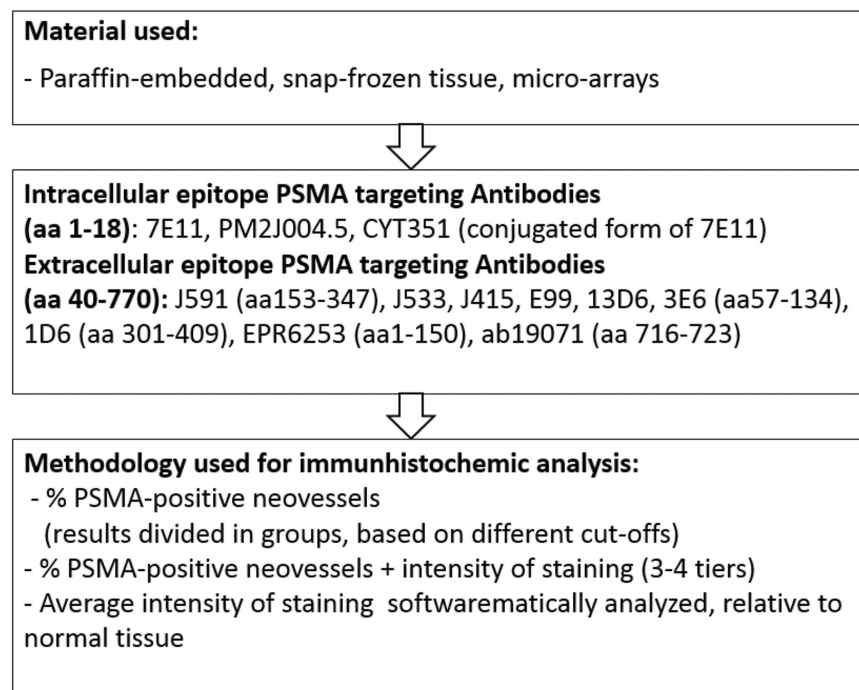 Material used:
- Paraffin-embedded, snap-frozen tissue, micro-arrays
Intracellular epitope PSMA targeting Antibodies
(aa 1-18): 7E11, PM2J004.5, CYT351 (conjugated form of 7E11)
Extracellular epitope PSMA targeting Antibodies
(aa 40-770): J591 (aa153-347), J533, J415, E99, 13D6, 3E6 (aa57-134),
1D6 (aa 301-409), EPR6253 (aa1-150), ab19071 (aa 716-723)
Methodology used for immunhistochemic analysis:
- % PSMA-positive neovessels
(results divided in groups, based on different cut-offs)
- % PSMA-positive neovessels + intensity of staining (3-4 tiers)
- Average intensity of staining softwarematically analyzed, relative to
normal tissue